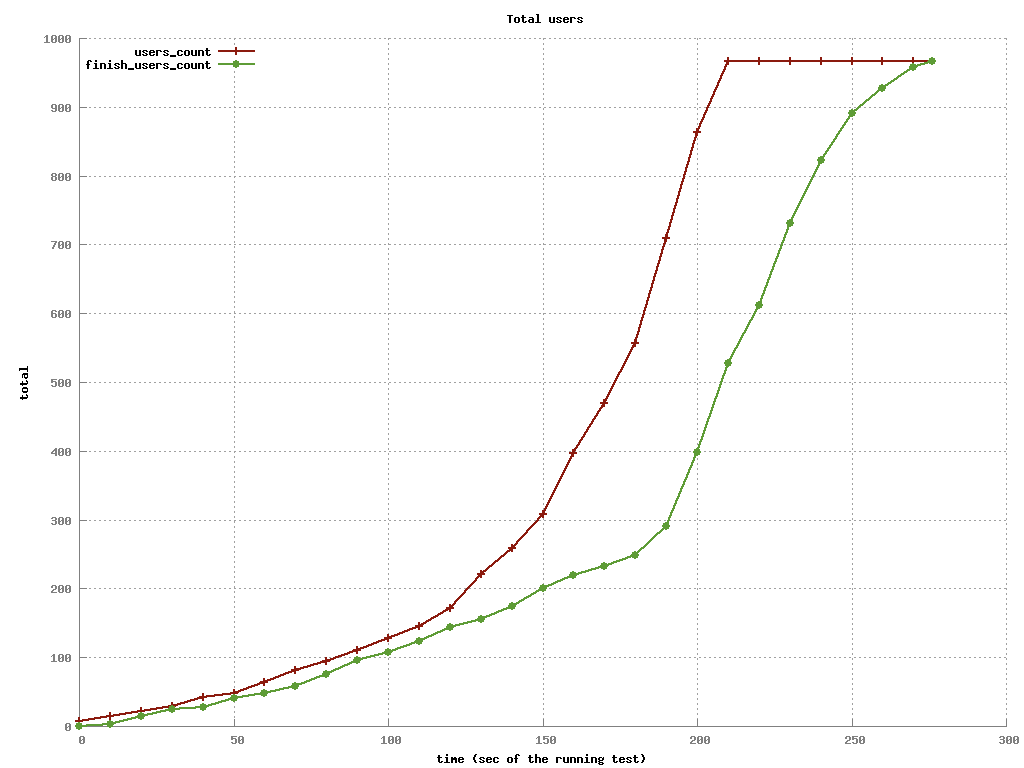 Total users
users_count
finish_users_count
1000
900
800
700
600
500
400
300
200
100
0
total
0 50 100 150 200 250 300
time (sec of the running test)